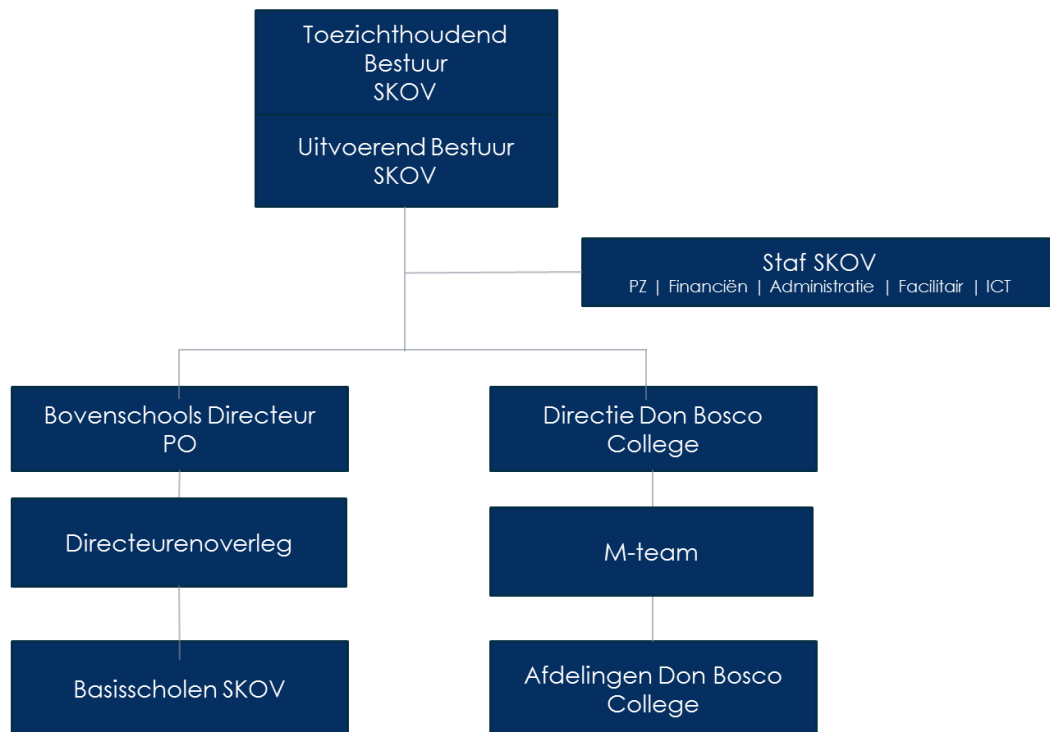 Toezichthoudend
Bestuur
SKOV
Uitvoerend Bestuur
SKOV
Staf SKOV
PZ | Financiën | Administratie | Facilitair | ICT
Bovenschools Directeur
PO
Directie Don Bosco
College
Directeurenoverleg
M-team
Basisscholen SKOV
Afdelingen Don Bosco
College